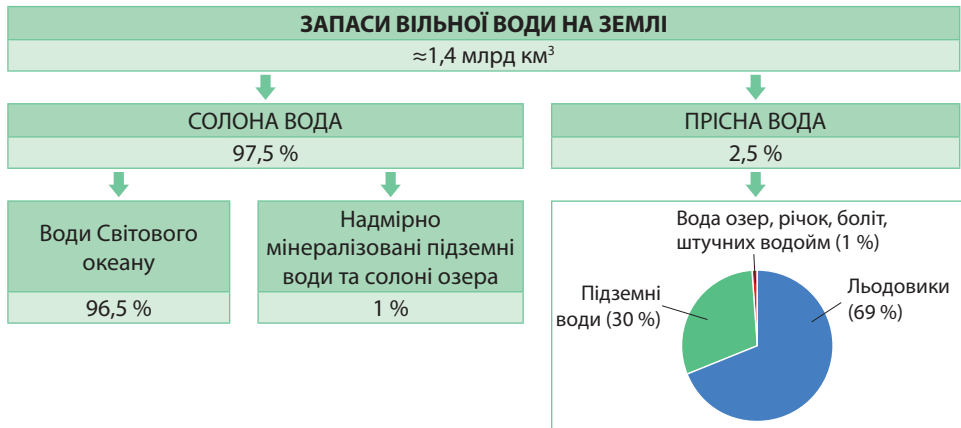 ЗАПАСИ ВІЛЬНОЇ ВОДИ НА ЗЕМЛІ
≈1,4 млрд км³
СОЛОНА ВОДА
97,5 %
ПРІСНА ВОДА
2,5 %
Води Світового
океану
96,5 %
Надмірно
мінералізовані підземні
води та солоні озера
1 %
Вода озер, річок, боліт,
штучних водойм (1 %)
Підземні
води (30 %)
Льодовики
(69 %)